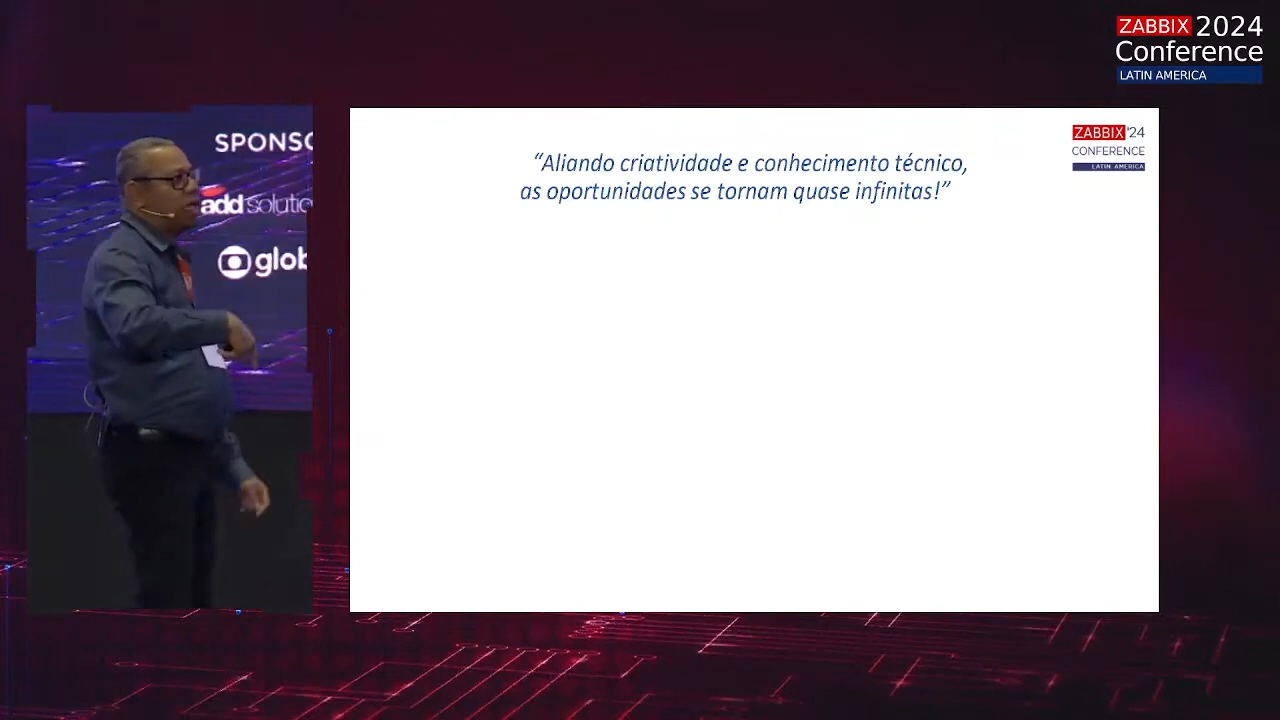 ZABBIX 2024
Conference
LATIN AMERICA
SPONSO
add solutio
glob
ZABBIX '24
CONFERENCE
LATIN AMERICA
“Aliando criatividade e conhecimento técnico,
as oportunidades se tornam quase infinitas!”